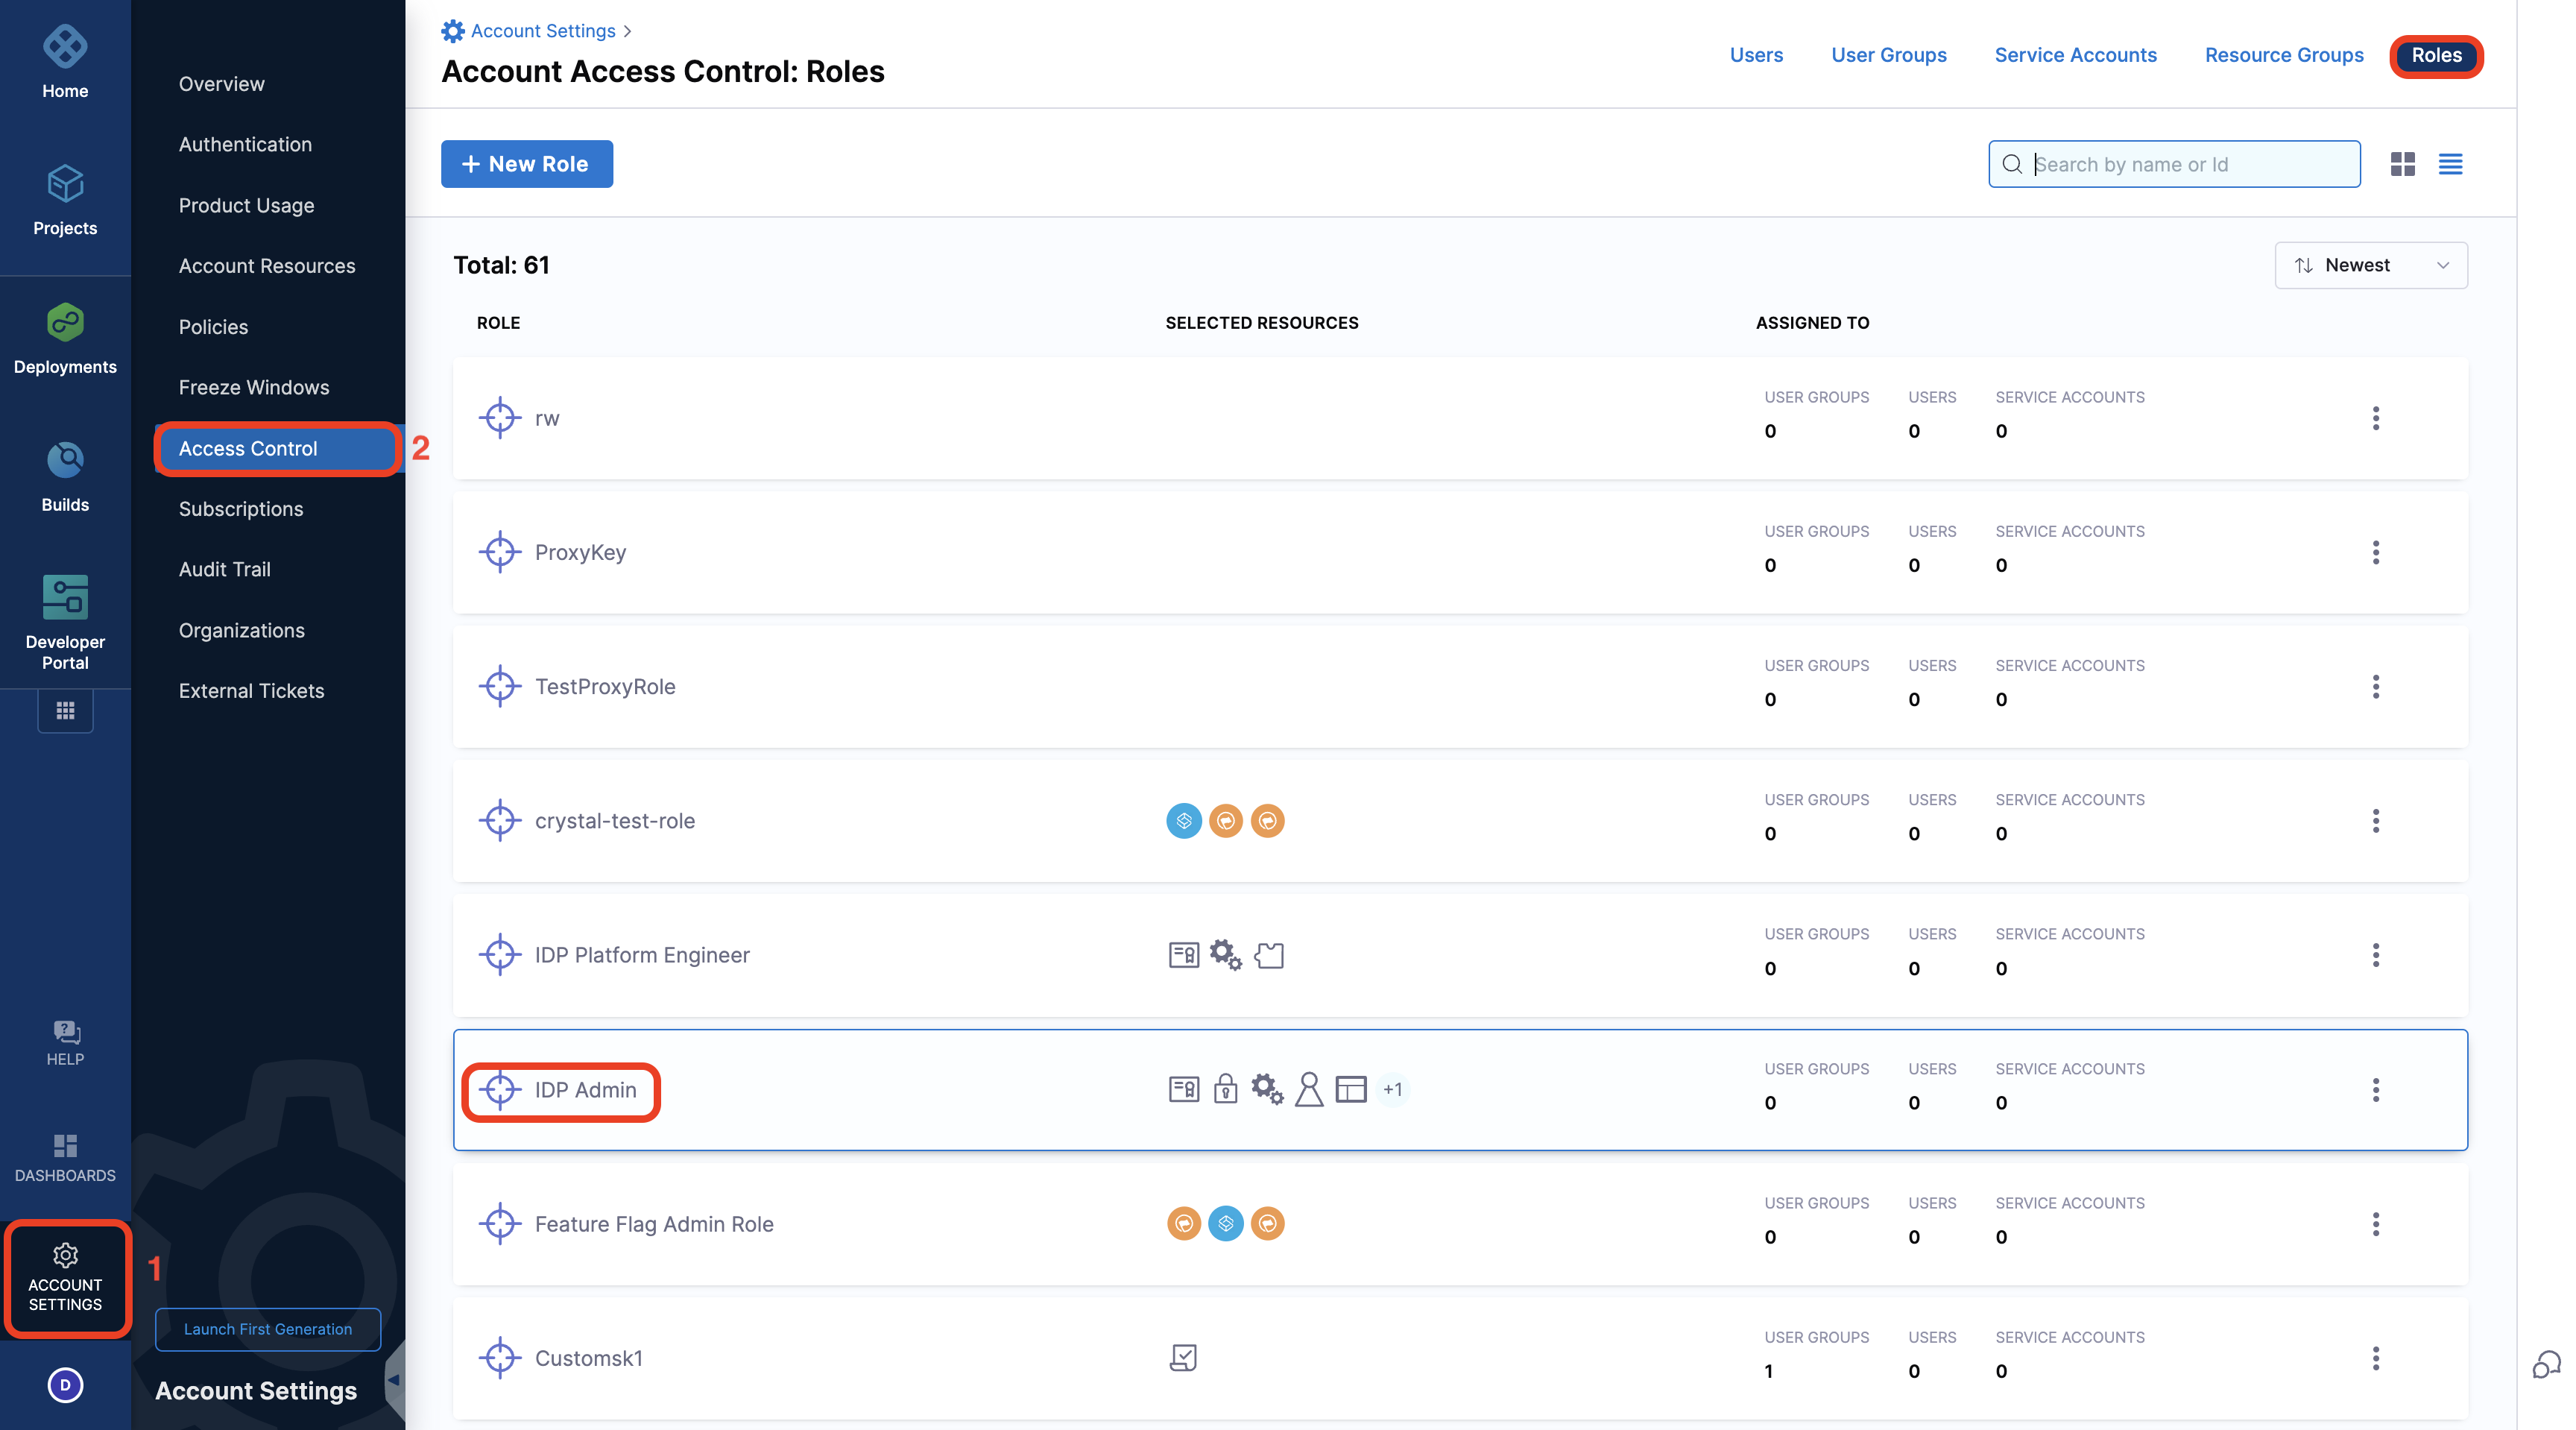 Home
Projects
Deployments
Builds
Developer
Portal
HELP
DASHBOARDS
ACCOUNT
SETTINGS
1
D
Overview
Authentication
Product Usage
Account Resources
Policies
Freeze Windows
Access Control
2
Subscriptions
Audit Trail
Organizations
External Tickets
Launch First Generation
Account Settings
Account Settings >
Account Access Control: Roles
Users User Groups Service Accounts Resource Groups Roles
+ New Role
Search by name or Id
Total: 61
Newest
ROLE SELECTED RESOURCES ASSIGNED TO
rw
USER GROUPS USERS SERVICE ACCOUNTS
0 0 0
ProxyKey
USER GROUPS USERS SERVICE ACCOUNTS
0 0 0
TestProxyRole
USER GROUPS USERS SERVICE ACCOUNTS
0 0 0
crystal-test-role
USER GROUPS USERS SERVICE ACCOUNTS
0 0 0
IDP Platform Engineer
USER GROUPS USERS SERVICE ACCOUNTS
0 0 0
IDP Admin
+1
USER GROUPS USERS SERVICE ACCOUNTS
0 0 0
Feature Flag Admin Role
USER GROUPS USERS SERVICE ACCOUNTS
0 0 0
Customsk1
USER GROUPS USERS SERVICE ACCOUNTS
1 0 0